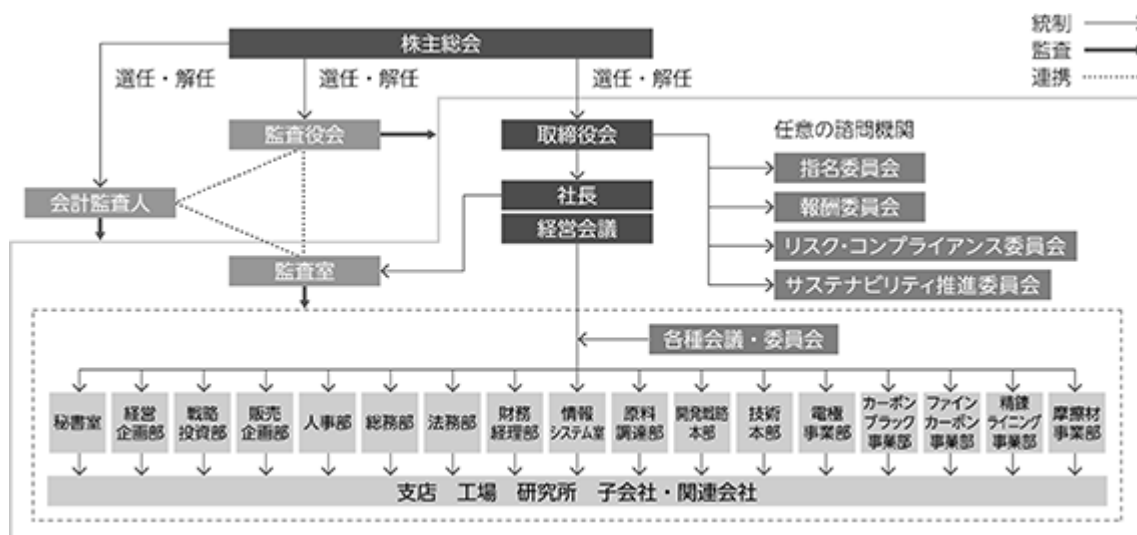 株主総会
統制
監査
連携
選任・解任
選任・解任
選任・解任
監査役会
取締役会
任意の諮問機関
指名委員会
会計監査人
社長
報酬委員会
経営会議
リスク・コンプライアンス委員会
監査室
サステナビリティ推進委員会
各種会議・委員会
秘書室
経営
企画部
戦略
投資部
販売
企画部
人事部
総務部
法務部
財務
経理部
情報
システム室
原料
調達部
開発戦略
本部
技術
本部
電極
事業部
カーボン
ブラック
事業部
ファイン
カーボン
事業部
精錬
ライニング
事業部
摩擦材
事業部
支店 工場 研究所 子会社・関連会社